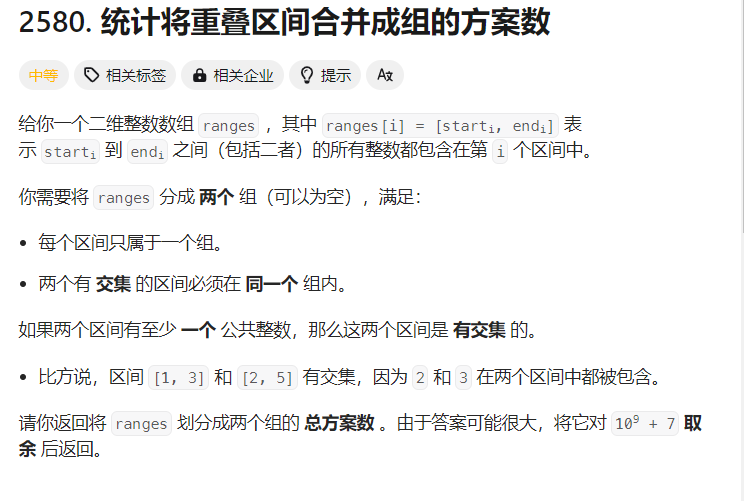 2580. 统计将重叠区间合并成组的方案数
中等 相关标签 相关企业 提示 Ax
给你一个二维整数数组 ranges ，其中 ranges[i] = [starti, endi] 表
示 starti 到 endi 之间（包括二者）的所有整数都包含在第 i 个区间中。
你需要将 ranges 分成 两个 组（可以为空），满足：
• 每个区间只属于一个组。
• 两个有 交集 的区间必须在 同一个 组内。
如果两个区间有至少 一个 公共整数，那么这两个区间是 有交集 的。
• 比方说，区间 [1, 3] 和 [2, 5] 有交集，因为 2 和 3 在两个区间中都被包含。
请你返回将 ranges 划分成两个组的 总方案数 。由于答案可能很大，将它对 10⁹ + 7 取
余 后返回。